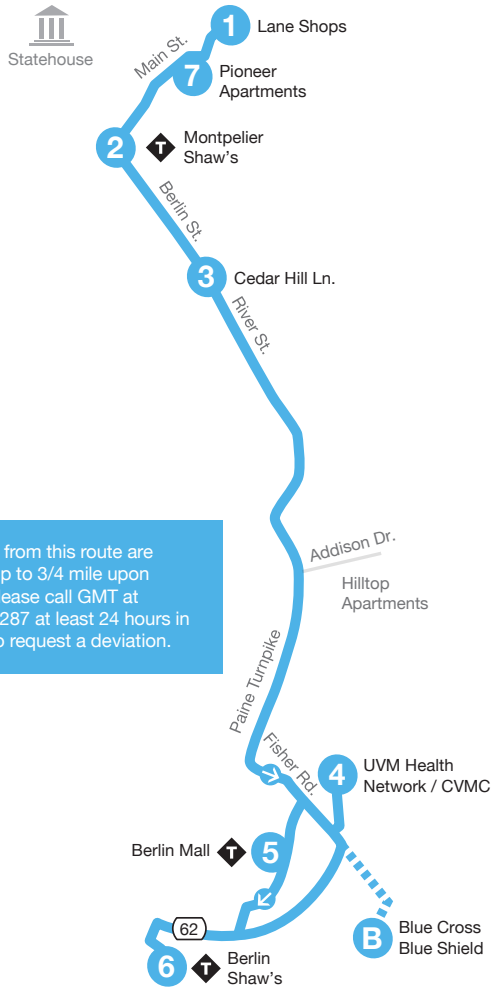 Statehouse
1
Lane Shops
Main St.
7
Pioneer
Apartments
2
T
Montpelier
Shaw's
Berlin St.
3
Cedar Hill Ln.
River St.
from this route are
p to 3/4 mile upon
lease call GMT at
287 at least 24 hours in
o request a deviation.
Addison Dr.
Hilltop
Apartments
Paine Turnpike
Fisher Rd.
4
UVM Health
Network / CVMC
Berlin Mall
T
5
62
B
Blue Cross
Blue Shield
6
T
Berlin
Shaw's